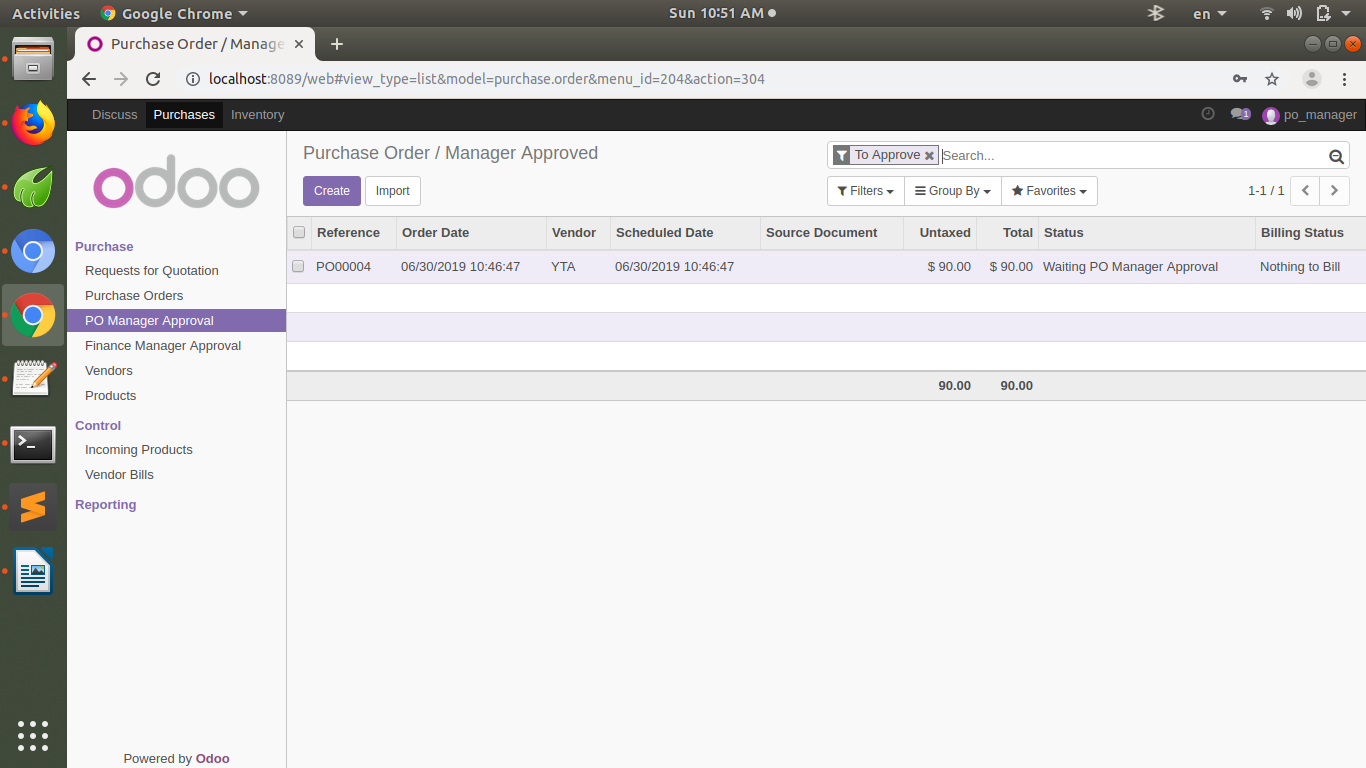 Activities Google Chrome Sun 10:51 AM en
Purchase Order / Manage
localhost:8089/web#view_type=list&model=purchase.order&menu_id=204&action=304
Discuss Purchases Inventory 1 po_manager
odoo
Purchase Order / Manager Approved
To Approve Search...
Create Import
Filters Group By Favorites 1-1 / 1
Purchase
Requests for Quotation
Purchase Orders
PO Manager Approval
Finance Manager Approval
Vendors
Products
Control
Incoming Products
Vendor Bills
Reporting
Reference Order Date Vendor Scheduled Date Source Document Untaxed Total Status Billing Status
PO00004 06/30/2019 10:46:47 YTA 06/30/2019 10:46:47 $ 90.00 $ 90.00 Waiting PO Manager Approval Nothing to Bill
90.00 90.00
Powered by Odoo